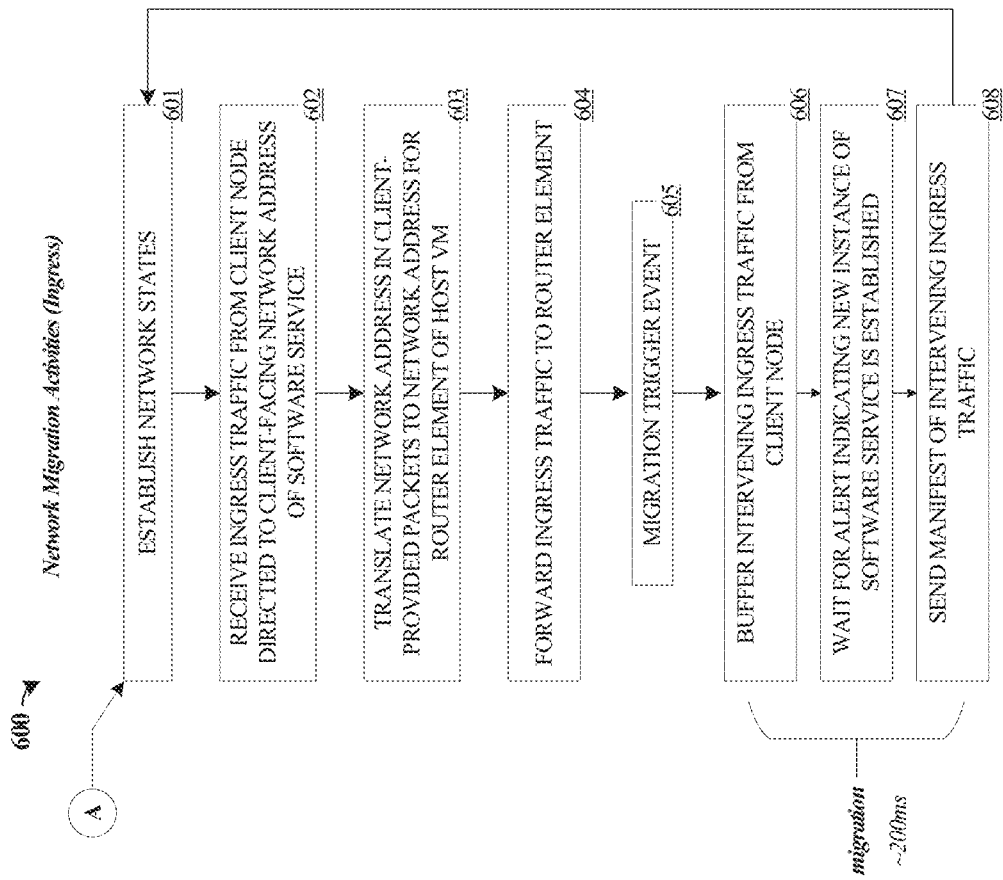 600
Network Migration Activities (Ingress)
A
ESTABLISH NETWORK STATES
601
RECEIVE INGRESS TRAFFIC FROM CLIENT NODE
DIRECTED TO CLIENT-FACING NETWORK ADDRESS
OF SOFTWARE SERVICE
602
TRANSLATE NETWORK ADDRESS IN CLIENT-
PROVIDED PACKETS TO NETWORK ADDRESS FOR
ROUTER ELEMENT OF HOST VM
603
FORWARD INGRESS TRAFFIC TO ROUTER ELEMENT
604
MIGRATION TRIGGER EVENT
605
BUFFER INTERVENING INGRESS TRAFFIC FROM
CLIENT NODE
606
WAIT FOR ALERT INDICATING NEW INSTANCE OF
SOFTWARE SERVICE IS ESTABLISHED
607
SEND MANIFEST OF INTERVENING INGRESS
TRAFFIC
608
migration
~200ms